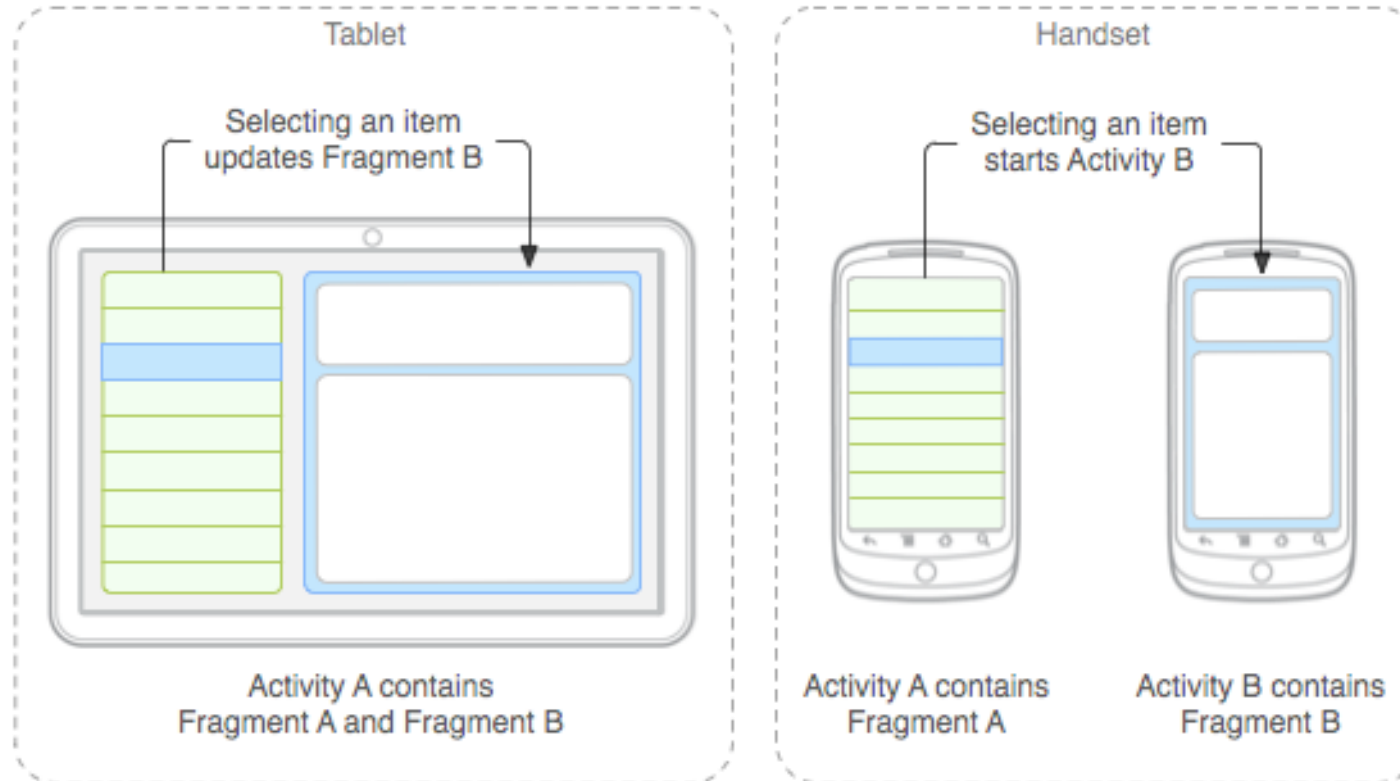 Tablet
Selecting an item
updates Fragment B
Activity A contains
Fragment A and Fragment B
Handset
Selecting an item
starts Activity B
Activity A contains
Fragment A
Activity B contains
Fragment B